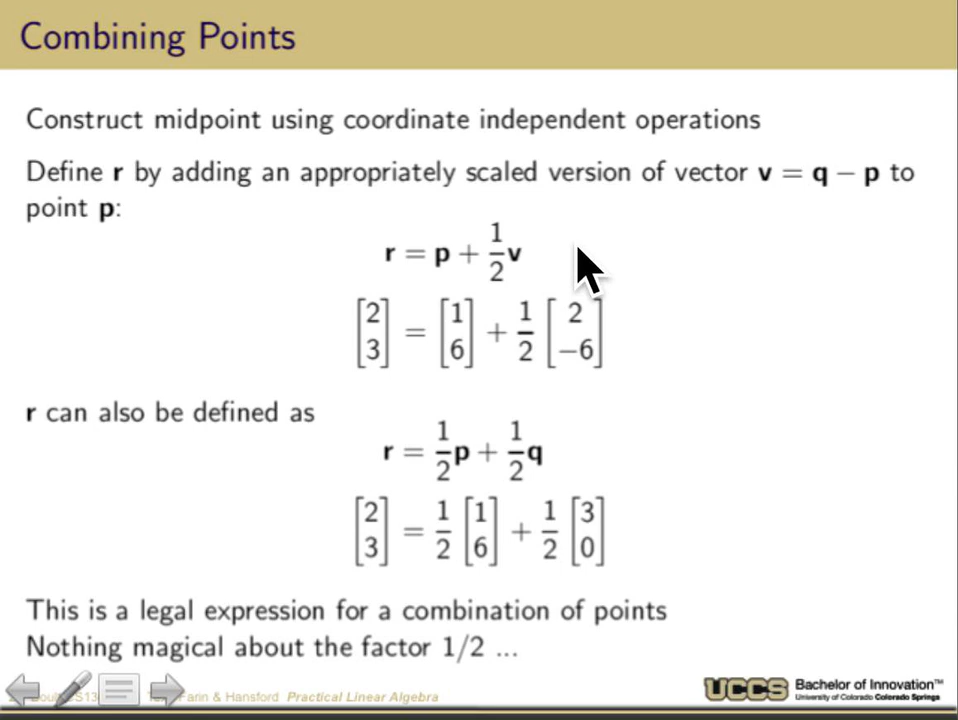 Combining Points
Construct midpoint using coordinate independent operations
Define r by adding an appropriately scaled version of vector v = q − p to
point p:
r = p + 1/2 v
[2 3] = [1 6] + 1/2 [2 −6]
r can also be defined as
r = 1/2 p + 1/2 q
[2 3] = 1/2 [1 6] + 1/2 [3 0]
This is a legal expression for a combination of points
Nothing magical about the factor 1/2 ...
Farin & Hansford Practical Linear Algebra
UCCS Bachelor of Innovation™
University of Colorado Colorado Springs